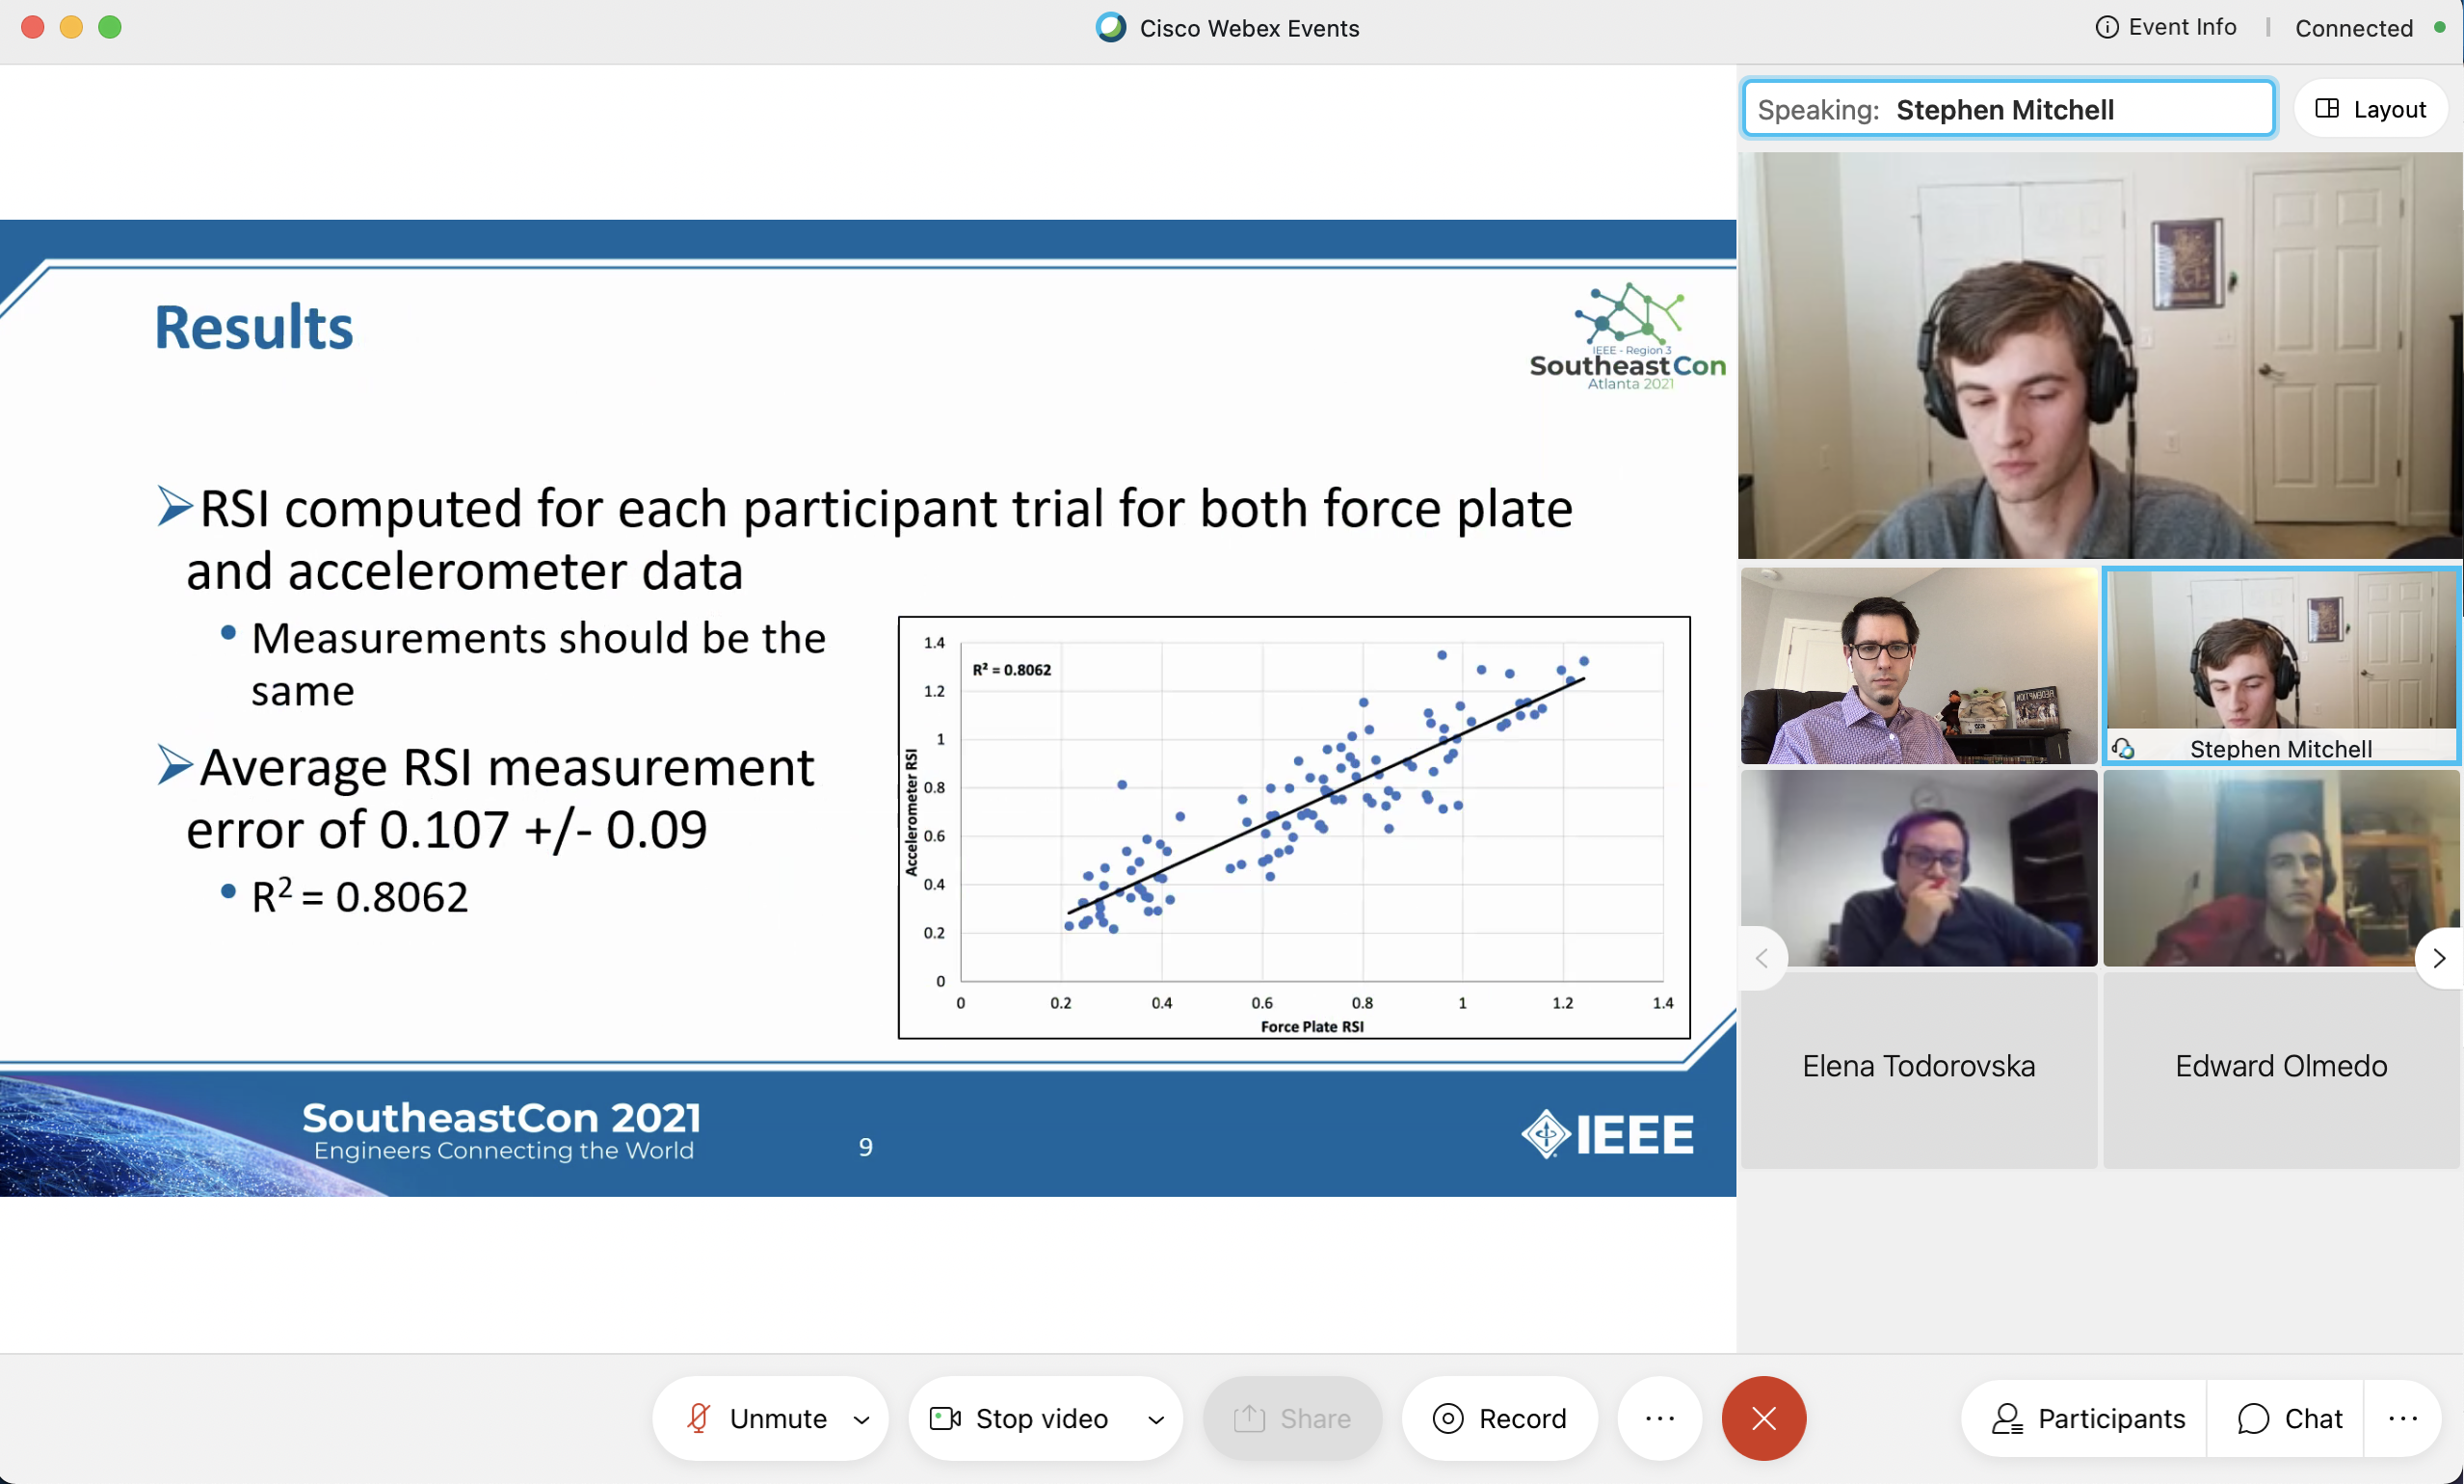 Cisco Webex Events
Event Info
Connected
Speaking: Stephen Mitchell
Layout
Results
IEEE - Region 3
SoutheastCon
Atlanta 2021
RSI computed for each participant trial for both force plate
and accelerometer data
Measurements should be the
same
Average RSI measurement
error of 0.107 +/- 0.09
R² = 0.8062
R² = 0.8062
1.4
1.2
1
0.8
0.6
0.4
0.2
0
Accelerometer RSI
0 0.2 0.4 0.6 0.8 1 1.2 1.4
Force Plate RSI
SoutheastCon 2021
Engineers Connecting the World
9
IEEE
Stephen Mitchell
Elena Todorovska
Edward Olmedo
Unmute
Stop video
Share
Record
Participants
Chat